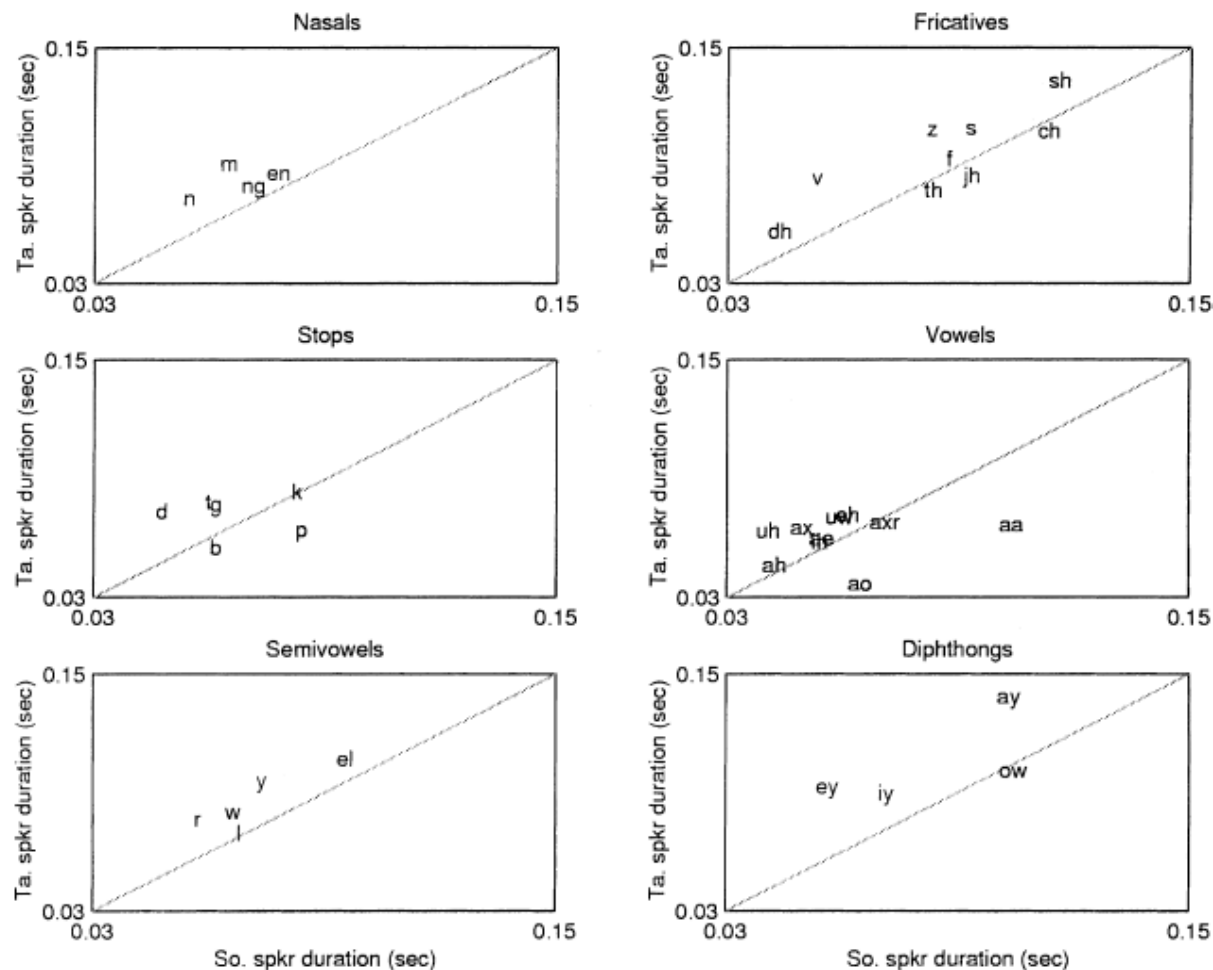 Nasals
0.15
Ta. spkr duration (sec)
m
en
ng
n
0.03
0.03
0.15
Fricatives
0.15
Ta. spkr duration (sec)
sh
z
s
ch
f
v
jh
th
dh
0.03
0.03
0.15
Stops
0.15
Ta. spkr duration (sec)
k
t
g
d
p
b
0.03
0.03
0.15
Vowels
0.15
Ta. spkr duration (sec)
eh
uw
uh
ax
axr
aa
ae
ah
ao
0.03
0.03
0.15
Semivowels
0.15
Ta. spkr duration (sec)
el
y
w
r
l
0.03
0.03
0.15
So. spkr duration (sec)
Diphthongs
0.15
Ta. spkr duration (sec)
ay
ow
ey
iy
0.03
0.03
0.15
So. spkr duration (sec)